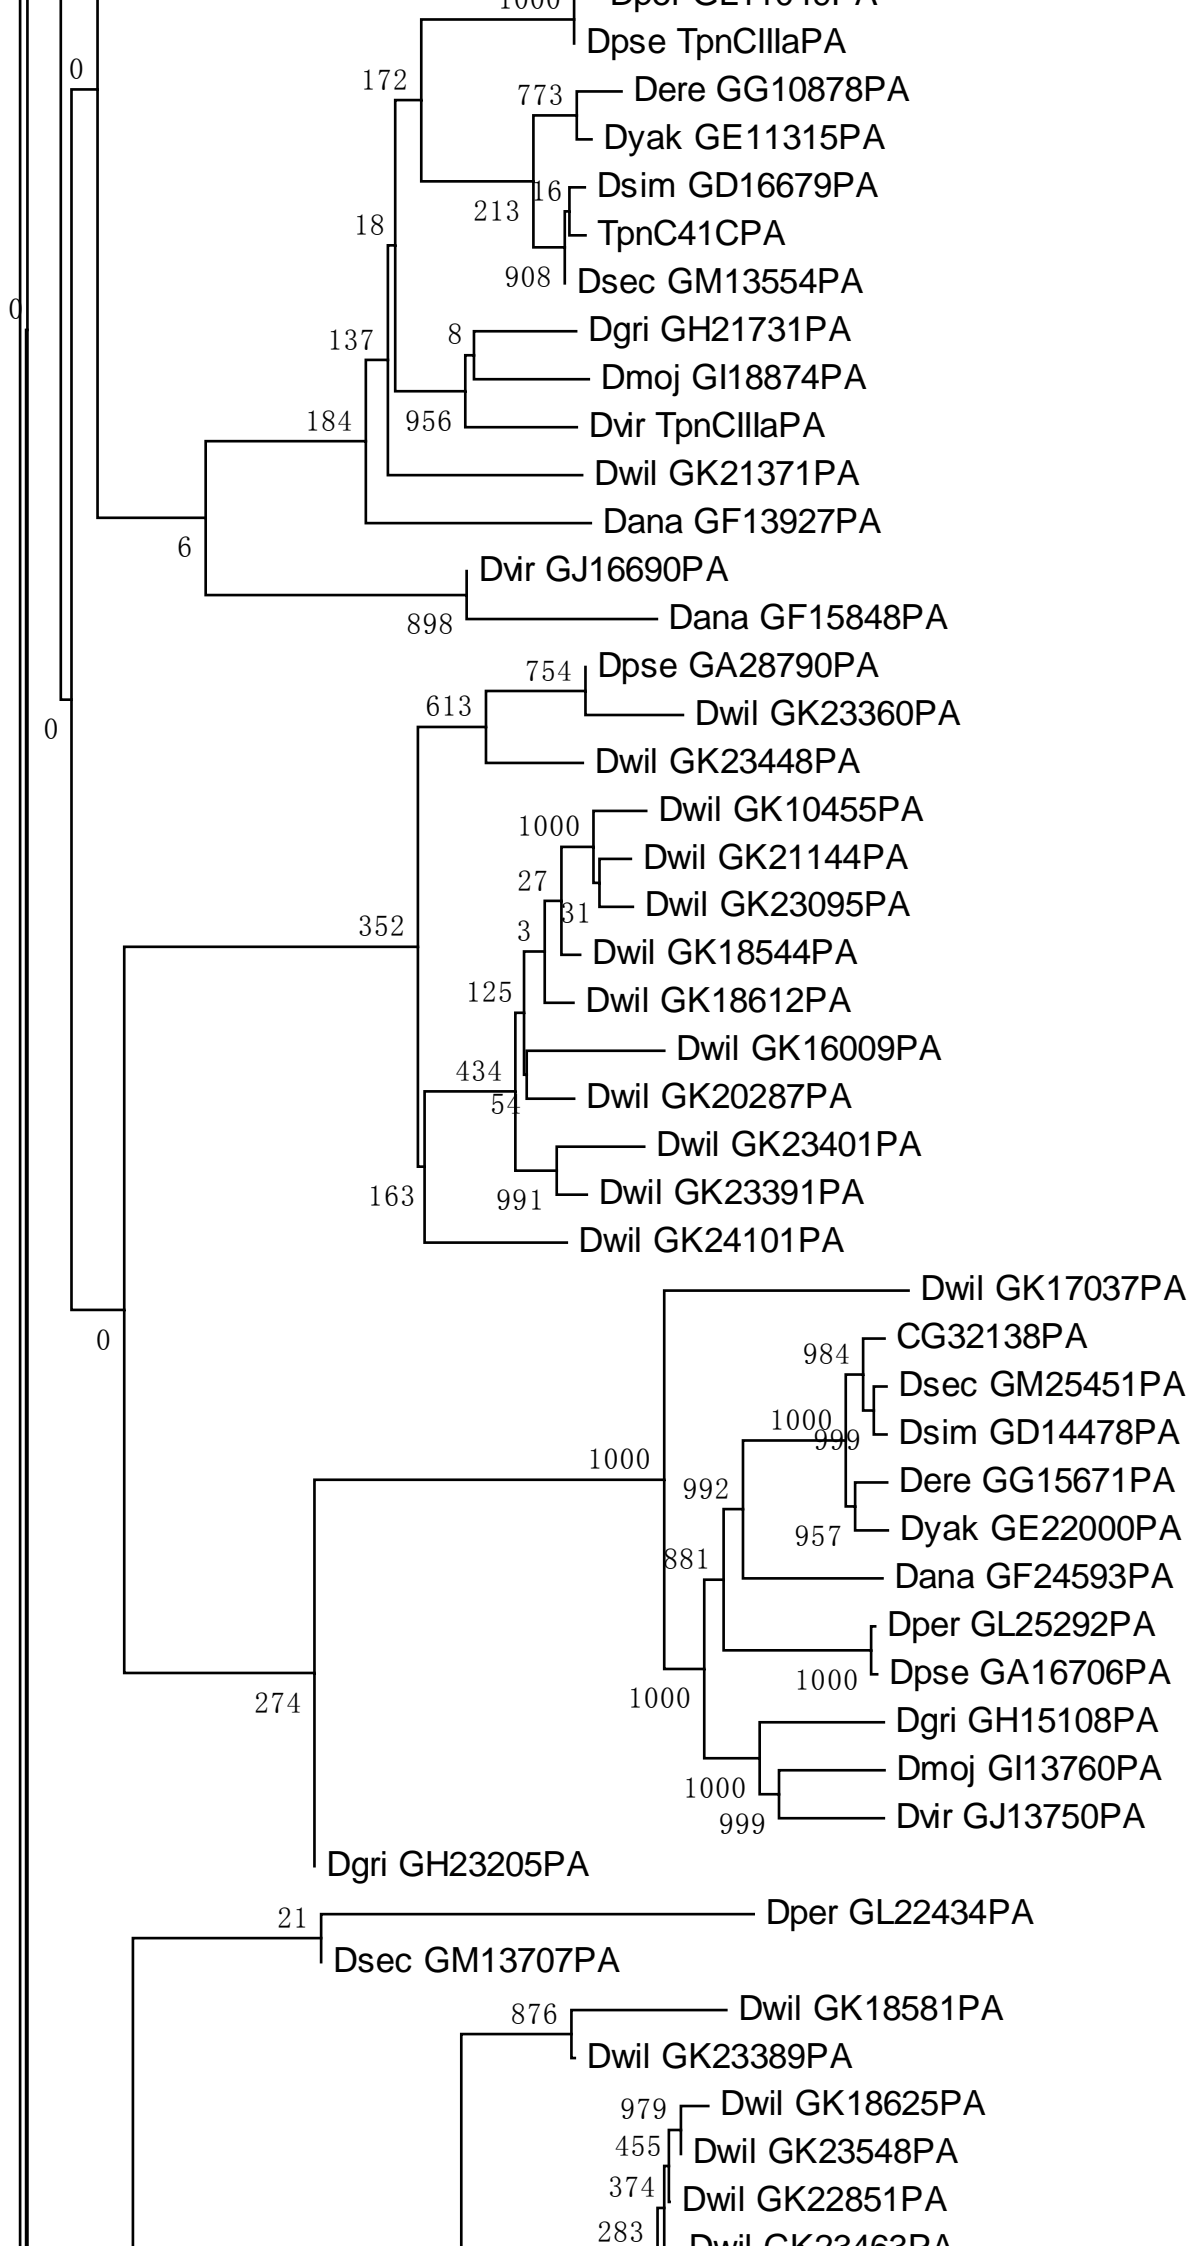 1000
Dpse TpnCIIIaPA
0
172
773
Dere GG10878PA
Dyak GE11315PA
16
Dsim GD16679PA
213
18
TpnC41CPA
908
Dsec GM13554PA
0
8
Dgri GH21731PA
137
Dmoj GI18874PA
184
956
Dvir TpnCIIIaPA
Dwil GK21371PA
Dana GF13927PA
6
Dvir GJ16690PA
898
Dana GF15848PA
754
Dpse GA28790PA
613
Dwil GK23360PA
0
Dwil GK23448PA
Dwil GK10455PA
1000
Dwil GK21144PA
27
31
Dwil GK23095PA
352
3
Dwil GK18544PA
125
Dwil GK18612PA
Dwil GK16009PA
434
54
Dwil GK20287PA
Dwil GK23401PA
163
991
Dwil GK23391PA
Dwil GK24101PA
Dwil GK17037PA
0
CG32138PA
984
Dsec GM25451PA
1000
999
Dsim GD14478PA
1000
992
Dere GG15671PA
957
Dyak GE22000PA
881
Dana GF24593PA
Dper GL25292PA
1000
Dpse GA16706PA
274
1000
Dgri GH15108PA
Dmoj GI13760PA
1000
999
Dvir GJ13750PA
Dgri GH23205PA
21
Dper GL22434PA
Dsec GM13707PA
876
Dwil GK18581PA
Dwil GK23389PA
979
Dwil GK18625PA
455
Dwil GK23548PA
374
Dwil GK22851PA
283
Dwil GK23463PA